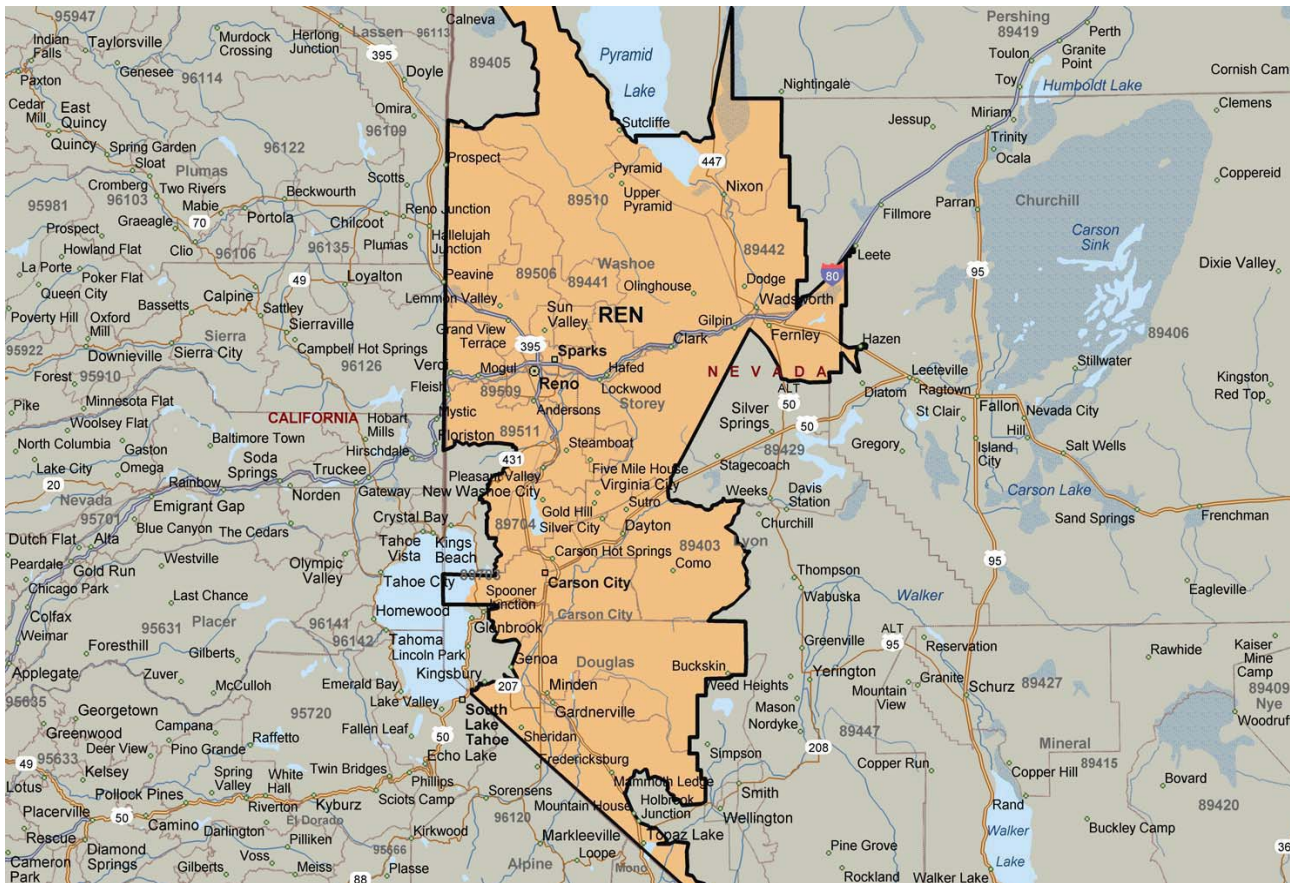 95947
Indian
Falls
Taylorsville
Murdock
Crossing
Herlong
Junction
Lassen
96113
Calneva
89405
Pyramid
Lake
Pershing
89419
Perth
Granite
Point
Toulon
Toy
Cornish Cam
Paxton
Genesee
96114
395
Doyle
Nightingale
Humboldt Lake
Clemens
Cedar
Mill
East
Quincy
Quincy
Omira
96109
Sutcliffe
Jessup
Miriam
Trinity
Spring Garden
Sloat
96122
Plumas
Prospect
Pyramid
447
Ocala
Cromberg
96103
Two Rivers
Mabie
Beckwourth
Scotts
Upper
Pyramid
Nixon
Coppereid
95981
Graeagle
70
Portola
Chilcoot
Reno Junction
89510
Fillmore
Parran
Churchill
Prospect
Clio
96106
96135
Plumas
Hallelujah
Junction
89442
Leete
Carson
Sink
Howland Flat
La Porte
Poker Flat
Queen City
49
Loyalton
Peavine
89506
Washoe
89441
Olinghouse
Dodge
80
95
Dixie Valley
Calpine
Bassetts
Sattley
Lemmon Valley
Wadsworth
Poverty Hill
Oxford
Mill
Sierraville
Sun
Valley
REN
Gilpin
Fernley
Hazen
89406
95922
Downieville
Sierra
Sierra City
Campbell Hot Springs
96126
Grand View
Terrace
395
Sparks
Clark
Stillwater
Forest
95910
Verdi
Mogul
Reno
Hafed
NEVADA
Leeteville
Ragtown
Kingston
Red Top
Pike
Minnesota Flat
Fleish
89509
Lockwood
Storey
ALT
50
Diatom
Fallon
Nevada City
Woolsey Flat
CALIFORNIA
Hobart
Mills
Mystic
Andersons
Silver
Springs
50
St Clair
Hill
North Columbia
Gaston
Baltimore Town
Floriston
89511
Steamboat
89429
Gregory
Island
City
Salt Wells
Lake City
Omega
Soda
Springs
Hirschdale
431
Stagecoach
20
Rainbow
Truckee
Pleasant Valley
Five Mile House
Virginia City
Weeks
Davis
Station
Carson Lake
Nevada
95701
Emigrant Gap
Norden
Gateway
New Washoe City
Sutro
Sand Springs
Frenchman
Blue Canyon
The Cedars
Crystal Bay
89704
Gold Hill
Silver City
Dayton
Churchill
Dutch Flat
Alta
Tahoe
Vista
Kings
Beach
89403
Lyon
Peardale
Gold Run
Westville
Olympic
Valley
Carson Hot Springs
Como
95
Chicago Park
Tahoe City
Carson City
Thompson
Eagleville
Last Chance
Spooner
Junction
Wabuska
Walker
Colfax
Weimar
95631
Placer
96141
Homewood
Carson City
ALT
95
Foresthill
96142
Tahoma
Glenbrook
Greenville
Reservation
Rawhide
Kaiser
Mine
Camp
Applegate
Gilberts
Lincoln Park
Genoa
Douglas
Buckskin
Yerington
Granite
Zuver
McCulloh
Emerald Bay
Kingsbury
207
Minden
Weed Heights
Mountain
View
Schurz
89427
89409
Nye
95635
Georgetown
95720
Lake Valley
South
Lake
Tahoe
Gardnerville
Mason
Nordyke
Woodruff
Greenwood
Campana
Raffetto
Fallen Leaf
50
Sheridan
89447
Mineral
89415
49
95633
Deer View
Pino Grande
Echo Lake
Fredericksburg
Simpson
208
Copper Run
Copper Hill
Bovard
Lotus
Kelsey
Spring
Valley
White
Hall
Twin Bridges
Phillips
Mammoth Ledge
Smith
89420
Placerville
Pollock Pines
Riverton
Kyburz
Sciots Camp
Sorensens
Mountain House
Holbrook
Junction
Wellington
Rand
50
Camino
El Dorado
96120
Buckley Camp
Rescue
Darlington
Pilliken
Kirkwood
Markleeville
Topaz Lake
Walker
Lake
Diamond
Springs
Voss
95666
Loope
Pine Grove
Cameron
Park
Gilberts
Meiss
88
Plasse
Alpine
Mono
Rockland
Walker Lake
36